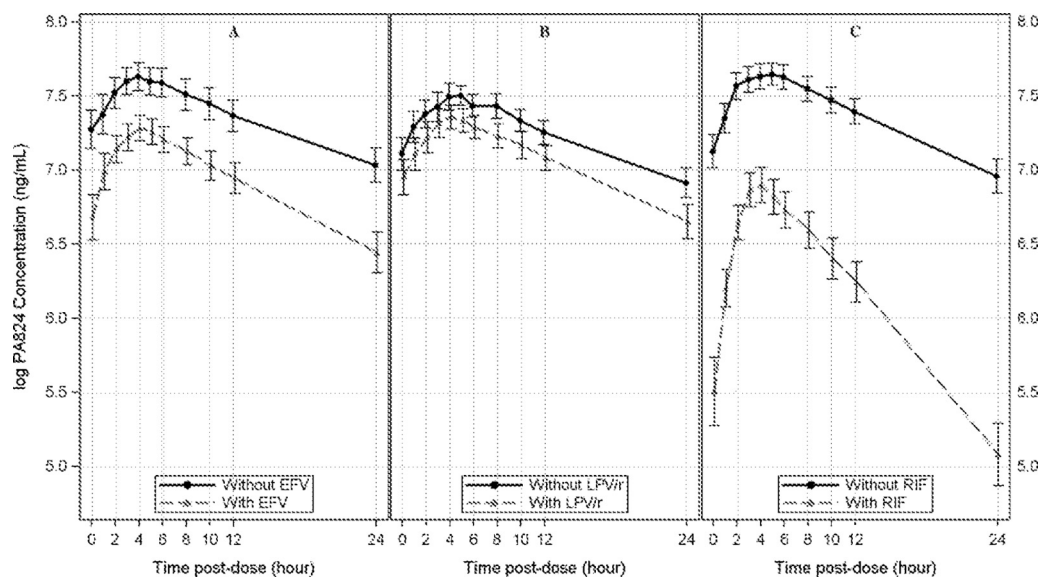 A B C
log PA824 Concentration (ng/mL)
8.0 8.0
7.5 7.5
7.0 7.0
6.5 6.5
6.0 6.0
5.5 5.5
5.0 5.0
Without EFV
With EFV
Without LPV/r
With LPV/r
Without RIF
With RIF
0 2 4 6 8 10 12 24 0 2 4 6 8 10 12 24 0 2 4 6 8 10 12 24
Time post-dose (hour) Time post-dose (hour) Time post-dose (hour)